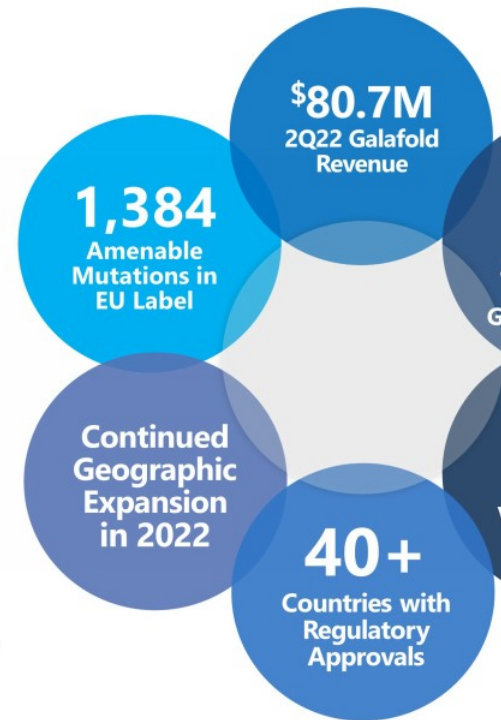 $80.7M
2Q22 Galafold
Revenue
1,384
Amenable
Mutations in
EU Label
Continued
Geographic
Expansion
in 2022
40+
Countries with
Regulatory
Approvals